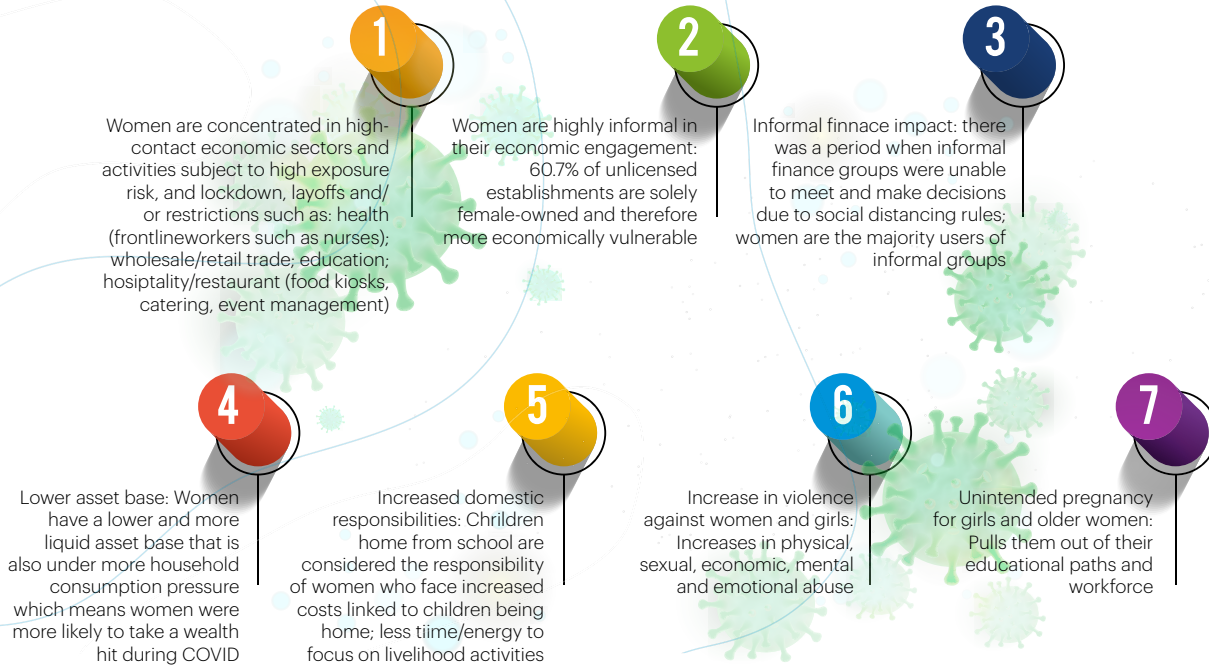 1
Women are concentrated in high-
contact economic sectors and
activities subject to high exposure
risk, and lockdown, layoffs and/
or restrictions such as: health
(frontlineworkers such as nurses);
wholesale/retail trade; education;
hosiptality/restaurant (food kiosks,
catering, event management)
2
Women are highly informal in
their economic engagement:
60.7% of unlicensed
establishments are solely
female-owned and therefore
more economically vulnerable
3
Informal finnace impact: there
was a period when informal
finance groups were unable
to meet and make decisions
due to social distancing rules;
women are the majority users of
informal groups
4
Lower asset base: Women
have a lower and more
liquid asset base that is
also under more household
consumption pressure
which means women were
more likely to take a wealth
hit during COVID
5
Increased domestic
responsibilities: Chrildren
home from school are
considered the responsibility
of women who face increased
costs linked to children being
home; less tiime/energy to
focus on livelihood activities
6
Increase in violence
against women and girls:
Increases in physical,
sexual, economic, mental
and emotional abuse
7
Unintended pregnancy
for girls and older women:
Pulls them out of their
educational paths and
workforce